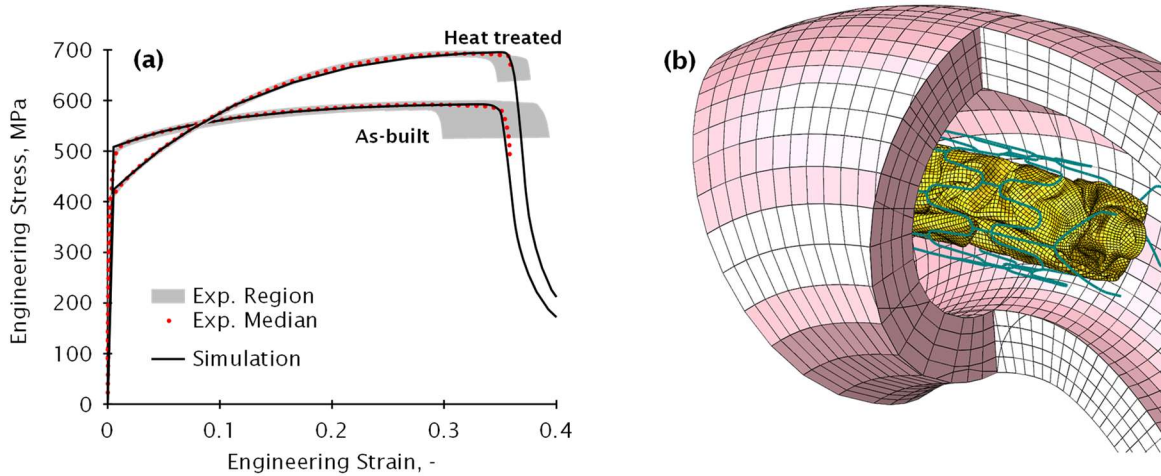 (a)
Heat treated
As-built
Engineering Stress, MPa
700
600
500
400
300
200
100
0
Exp. Region
Exp. Median
Simulation
0 0.1 0.2 0.3 0.4
Engineering Strain, -
(b)